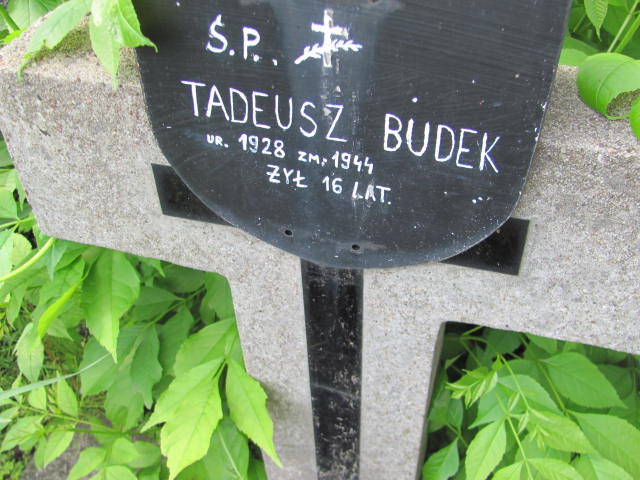 Ś.P.
TADEUSZ BUDEK
UR. 1928 ZM. 1944
ŻYŁ 16 LAT.